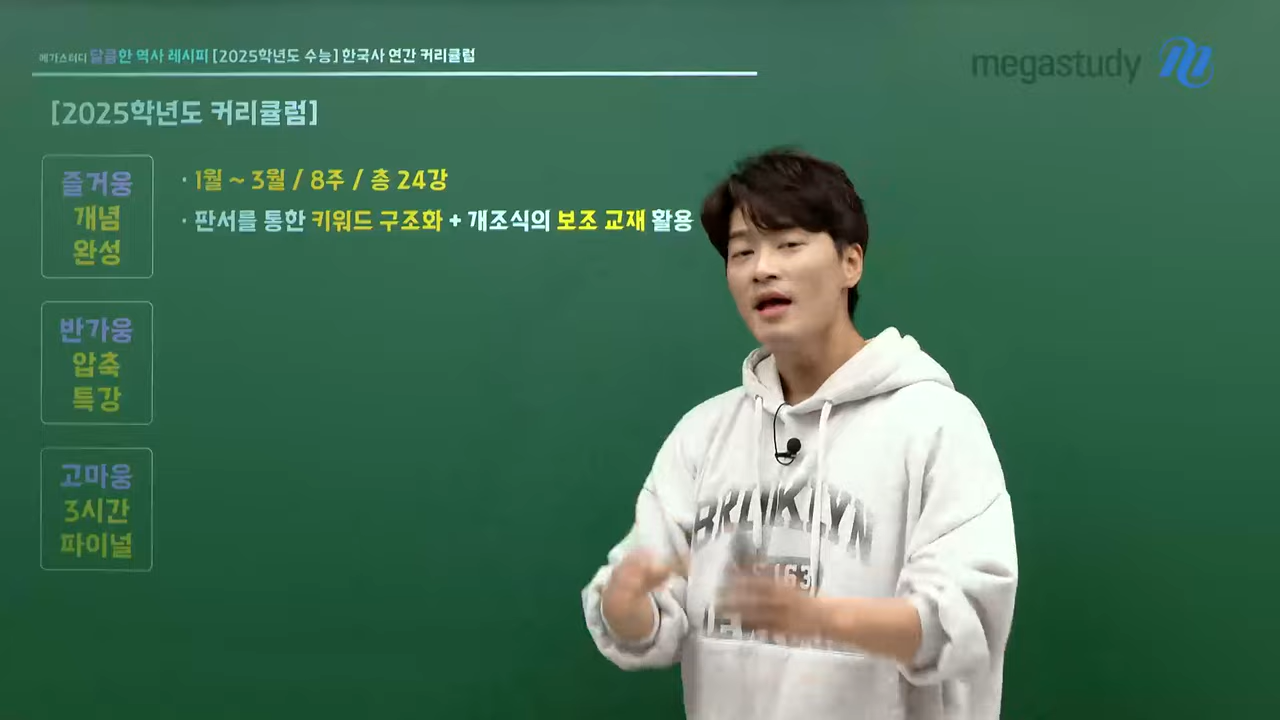 메가스터디 달콤한 역사 레시피 [2025학년도 수능] 한국사 연간 커리큘럼
megastudy
[2025학년도 커리큘럼]
즐거웅
개념
완성
· 1월 ~ 3월 / 8주 / 총 24강
· 판서를 통한 키워드 구조화 + 개조식의 보조 교재 활용
반가웅
압축
특강
고마웅
3시간
파이널
BROOKLYN